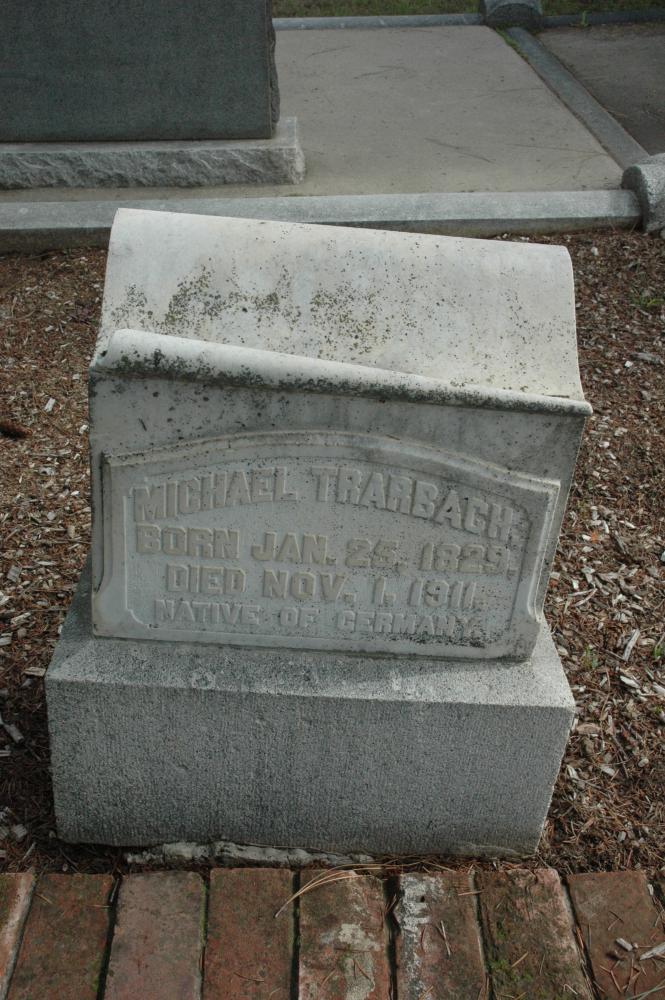 MICHAEL TRARBACH.
BORN JAN. 25, 1829.
DIED NOV. 1, 1911.
NATIVE OF GERMANY.